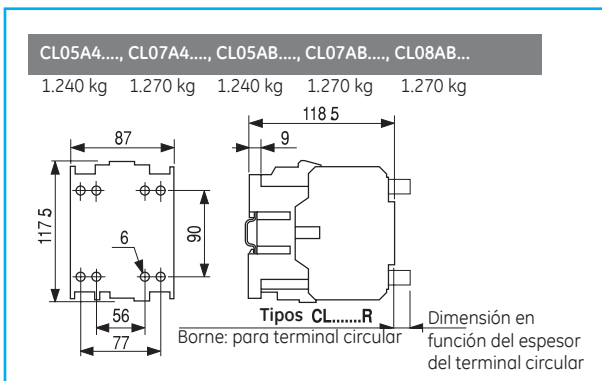 CL05A4...., CL07A4...., CL05AB...., CL07AB...., CL08AB...
1.240 kg 1.270 kg 1.240 kg 1.270 kg 1.270 kg
118 5
87
9
117 5
6
90
56
77
Tipos CL.......R
Borne: para terminal circular
Dimensión en
función del espesor
del terminal circular